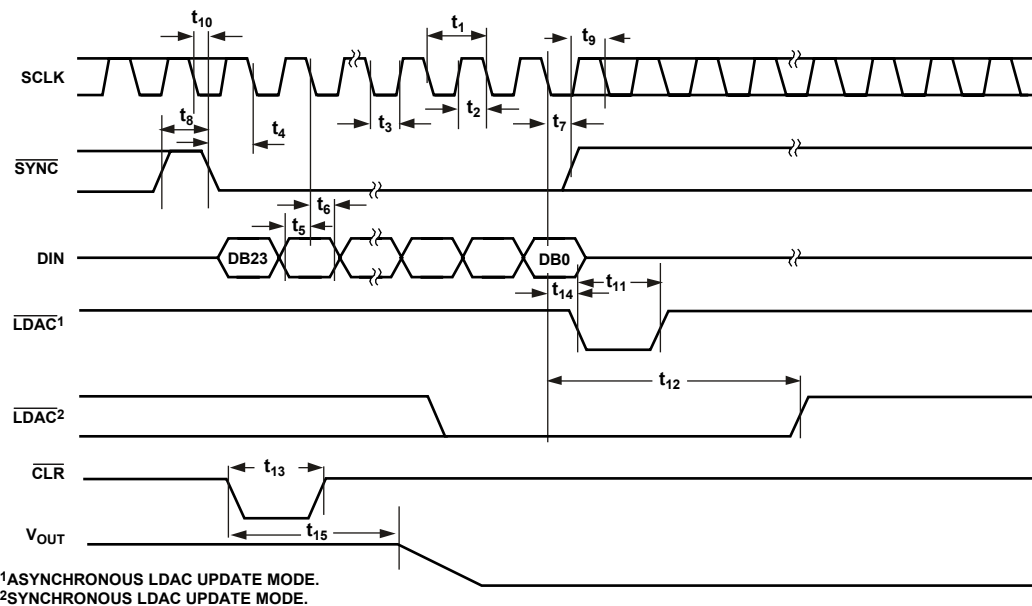 t10
t1
t9
SCLK
t8
t4
t3
t2
t7
SYNC
t6
t5
DIN
DB23
DB0
t14
t11
LDAC1
t12
LDAC2
t13
CLR
t15
VOUT
1ASYNCHRONOUS LDAC UPDATE MODE.
2SYNCHRONOUS LDAC UPDATE MODE.